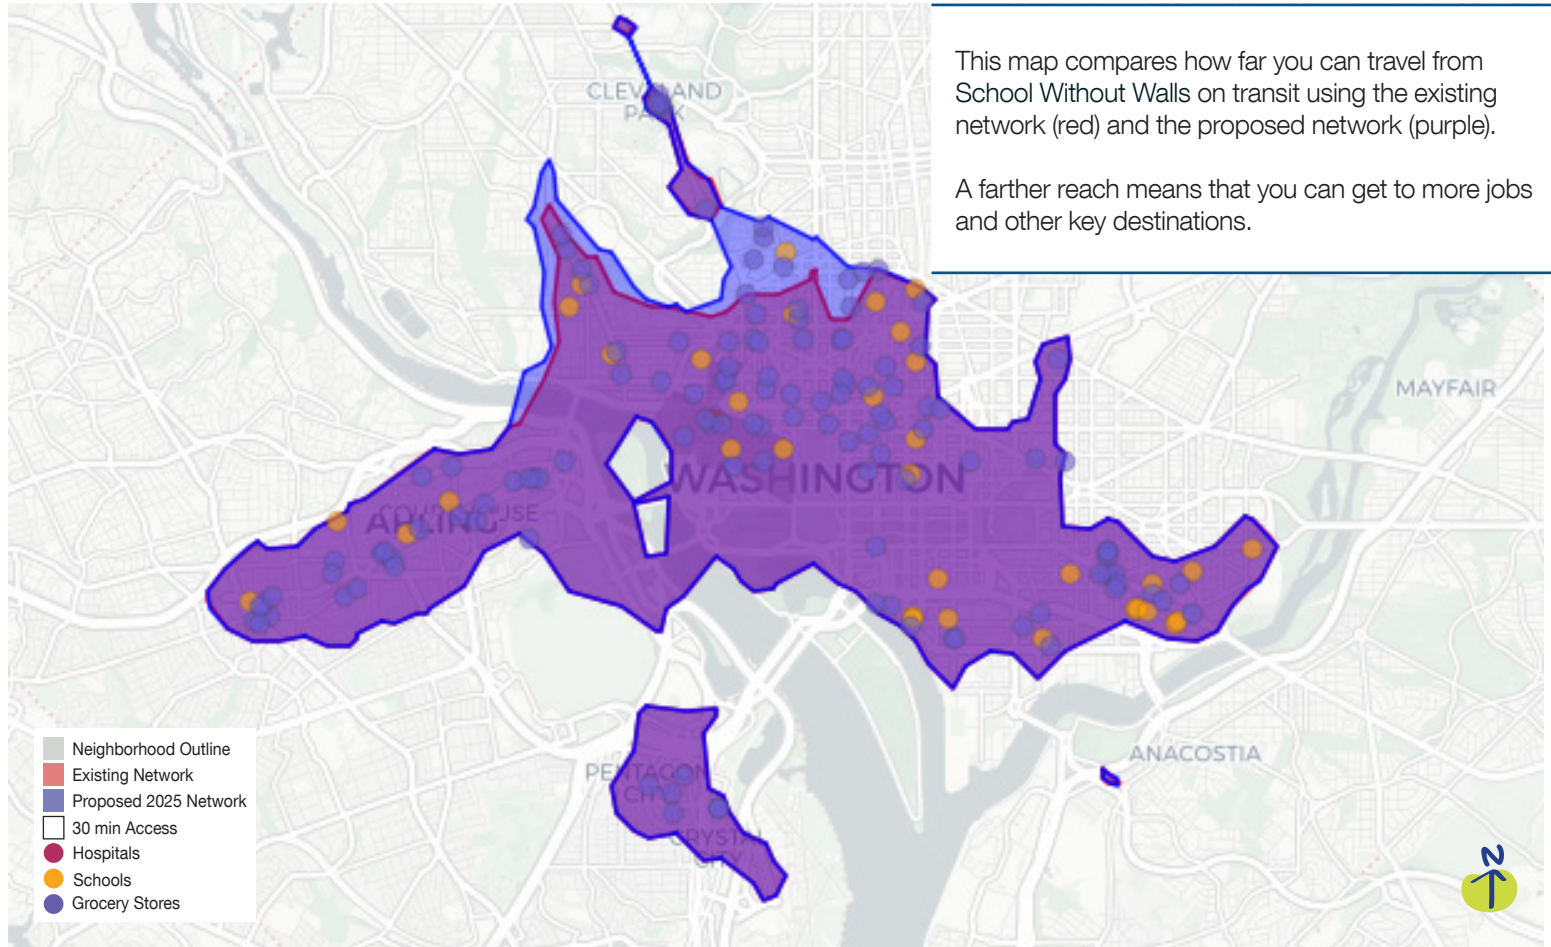 This map compares how far you can travel from
School Without Walls on transit using the existing
network (red) and the proposed network (purple).
A farther reach means that you can get to more jobs
and other key destinations.
CLEVELAND
PARK
MAYFAIR
WASHINGTON
COURTHOUSE
ARLING
ANACOSTIA
PENTAGON
CITY
CRYSTAL
CITY
Neighborhood Outline
Existing Network
Proposed 2025 Network
30 min Access
Hospitals
Schools
Grocery Stores
N